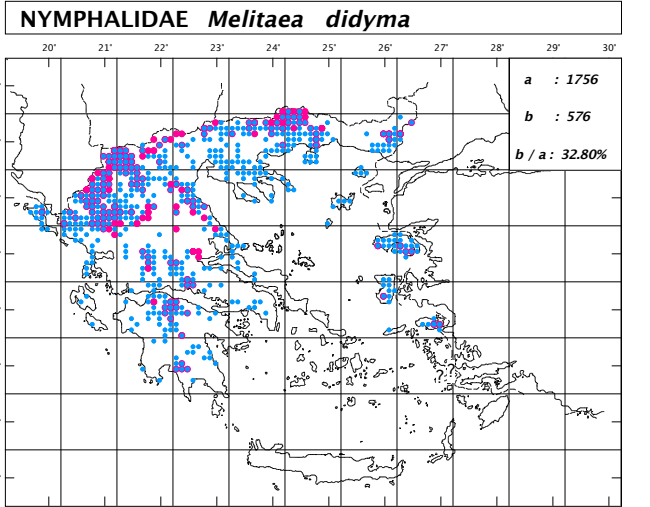 NYMPHALIDAE Melitaea didyma
20° 21° 22° 23° 24° 25° 26° 27° 28° 29° 30°
a : 1756
b : 576
b / a : 32.80%